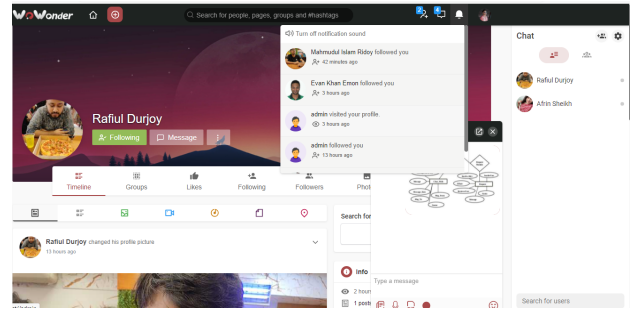 WoWonder
Search for people, pages, groups and #hashtags
2
4
Turn off notification sound
Mahmudul Islam Ridoy followed you
42 minutes ago
Evan Khan Emon followed you
3 hours ago
admin visited your profile.
3 hours ago
admin followed you
13 hours ago
Chat
Rafiul Durjoy
Afrin Sheikh
Rafiul Durjoy
Following
Message
Timeline
Groups
Likes
Following
Followers
Phot
Search for
Rafiul Durjoy changed his profile picture
13 hours ago
Info
2 hour
1 post
Type a message
Search for users